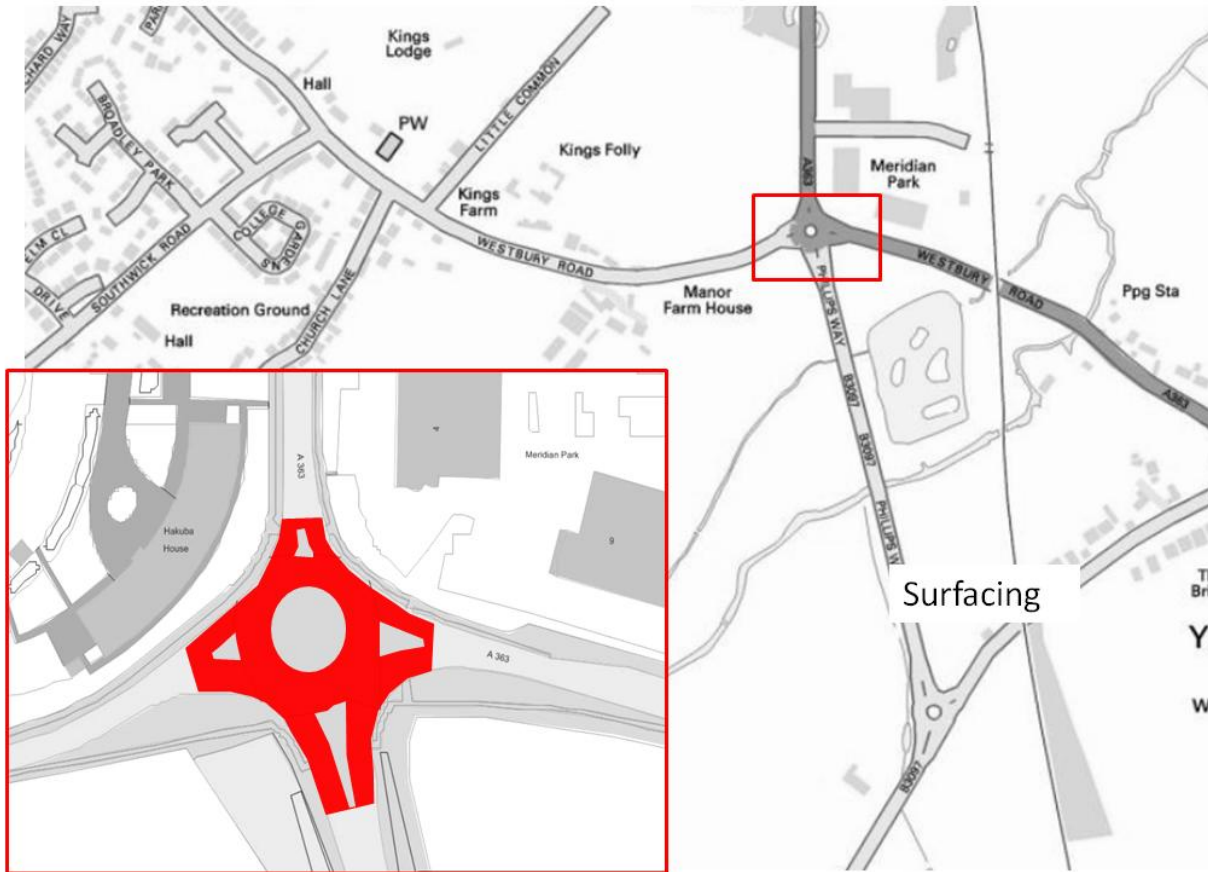 Kings
Lodge
Hall
BROADLEY PARK
PW
LITTLE COMMON
Kings Folly
A363
Meridian
Park
Kings
Farm
COLLEGE
GARDENS
SOUTHWICK ROAD
CHURCH LANE
WESTBURY ROAD
WESTBURY ROAD
Recreation Ground
Manor
Farm House
PHILLIPS WAY
Ppg Sta
DRIVE
Hall
B3097
A363
B3097
A 363
4
Meridian Park
Hakuba
House
9
A 363
Surfacing
B3097